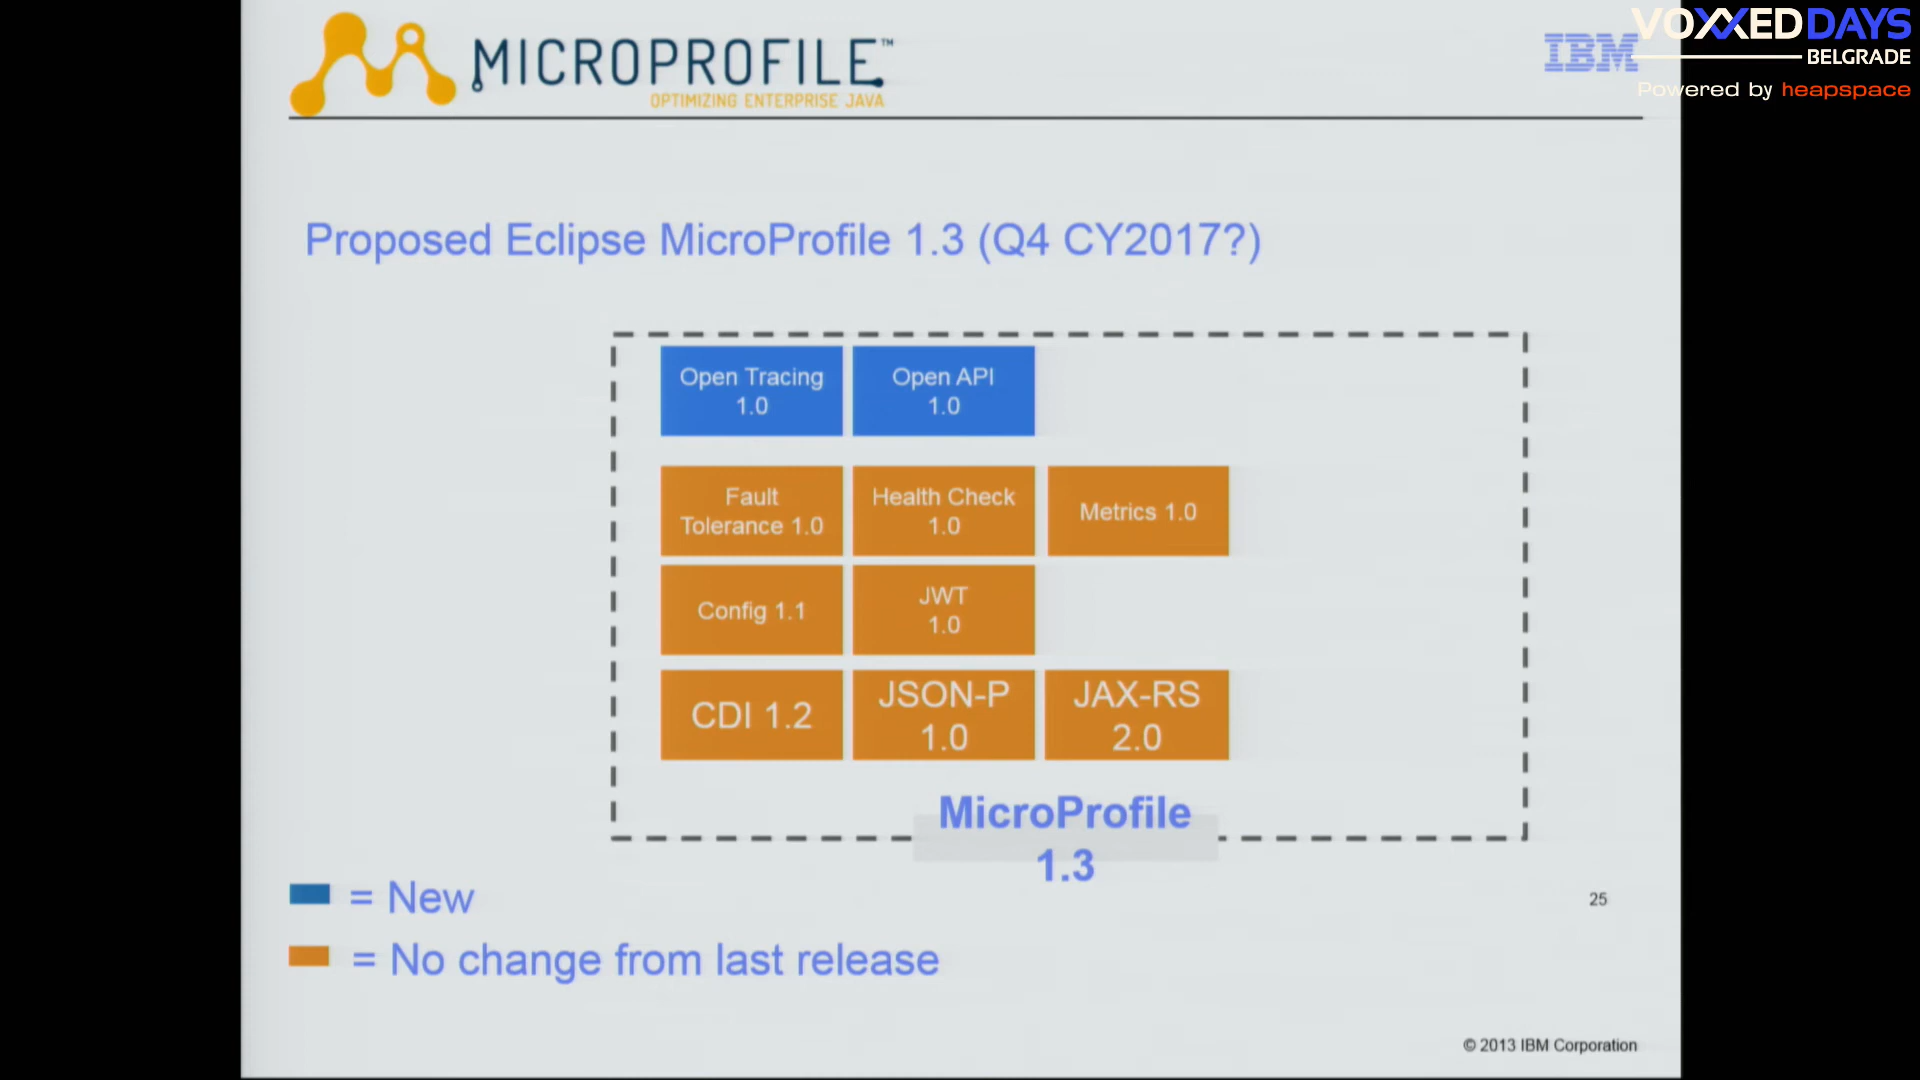 MICROPROFILE™
OPTIMIZING ENTERPRISE JAVA
IBM
VOXXEDDAYS
BELGRADE
Powered by heapspace
Proposed Eclipse MicroProfile 1.3 (Q4 CY2017?)
Open Tracing
1.0
Open API
1.0
Fault
Tolerance 1.0
Health Check
1.0
Metrics 1.0
Config 1.1
JWT
1.0
CDI 1.2
JSON-P
1.0
JAX-RS
2.0
MicroProfile
1.3
= New
= No change from last release
25
© 2013 IBM Corporation